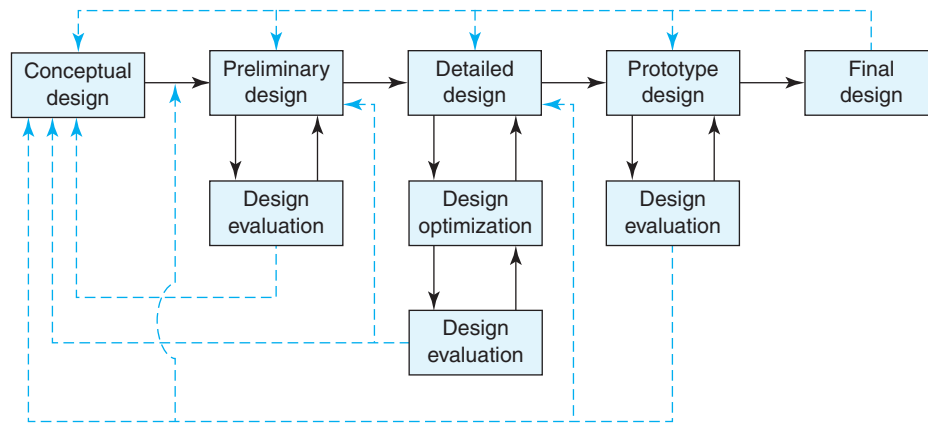 Conceptual
design
Preliminary
design
Detailed
design
Prototype
design
Final
design
Design
evaluation
Design
optimization
Design
evaluation
Design
evaluation